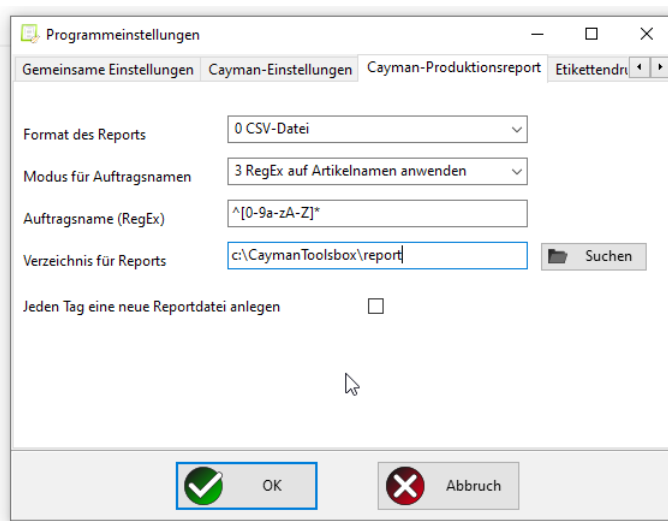 Programmeinstellungen
Gemeinsame Einstellungen Cayman-Einstellungen Cayman-Produktionsreport Etikettendru
Format des Reports 0 CSV-Datei
Modus für Auftragsnamen 3 RegEx auf Artikelnamen anwenden
Auftragsname (RegEx) ^[0-9a-zA-Z]*
Verzeichnis für Reports c:\CaymanToolsbox\report Suchen
Jeden Tag eine neue Reportdatei anlegen
OK Abbruch